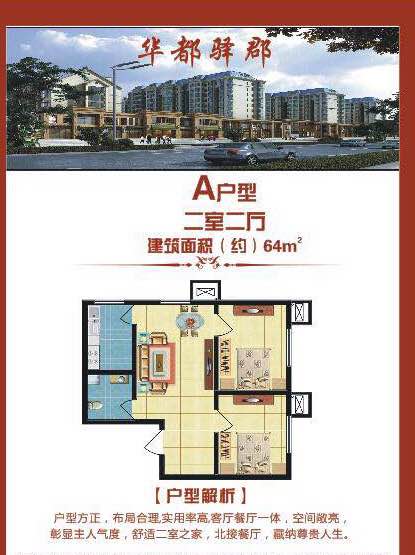 华都驿郡
A户型
二室二厅
建筑面积（约）64m²
【户型解析】
户型方正，布局合理，实用率高，客厅餐厅一体，空间敞亮，
彰显主人气度，舒适二室之家，北接餐厅，藏纳尊贵人生。